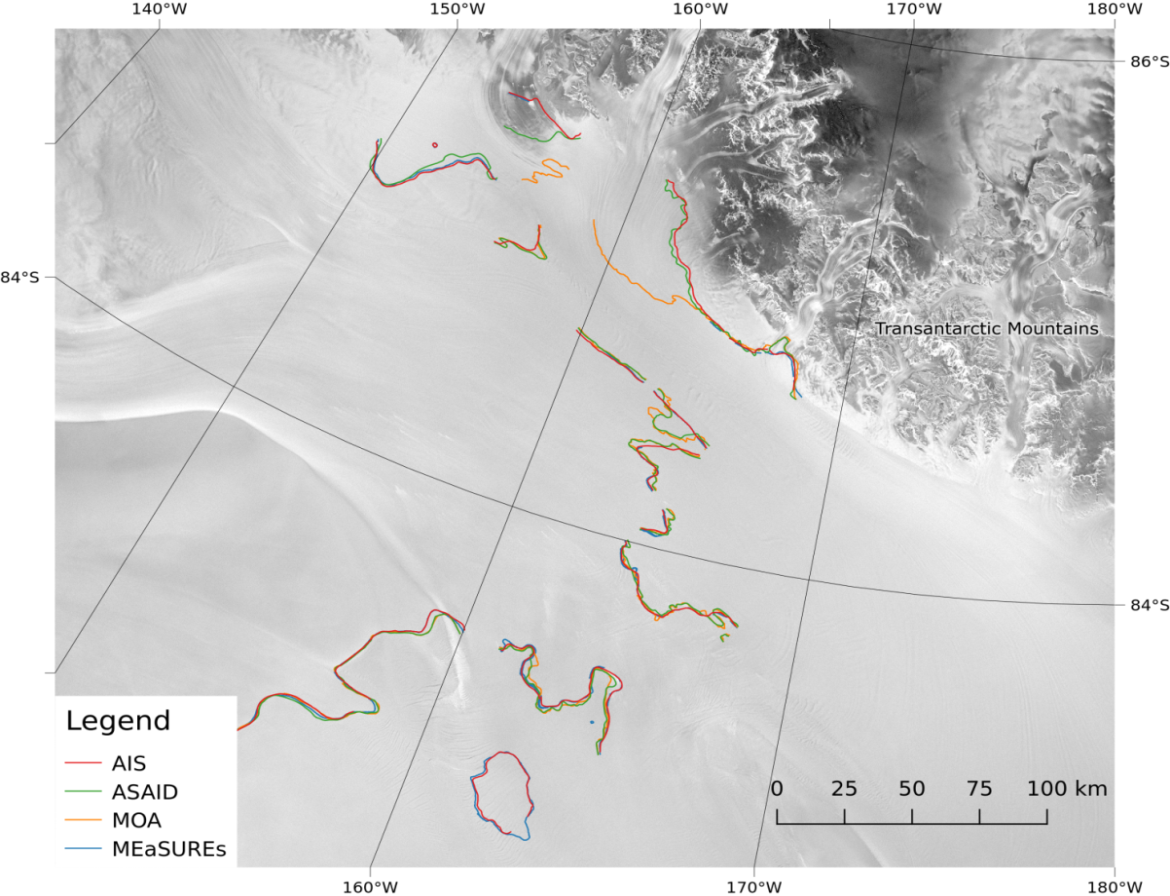 140°W 150°W 160°W 170°W 180°W
86°S
84°S
Transantarctic Mountains
84°S
Legend
AIS
ASAID
MOA
MEaSUREs
0 25 50 75 100 km
160°W 170°W 180°W